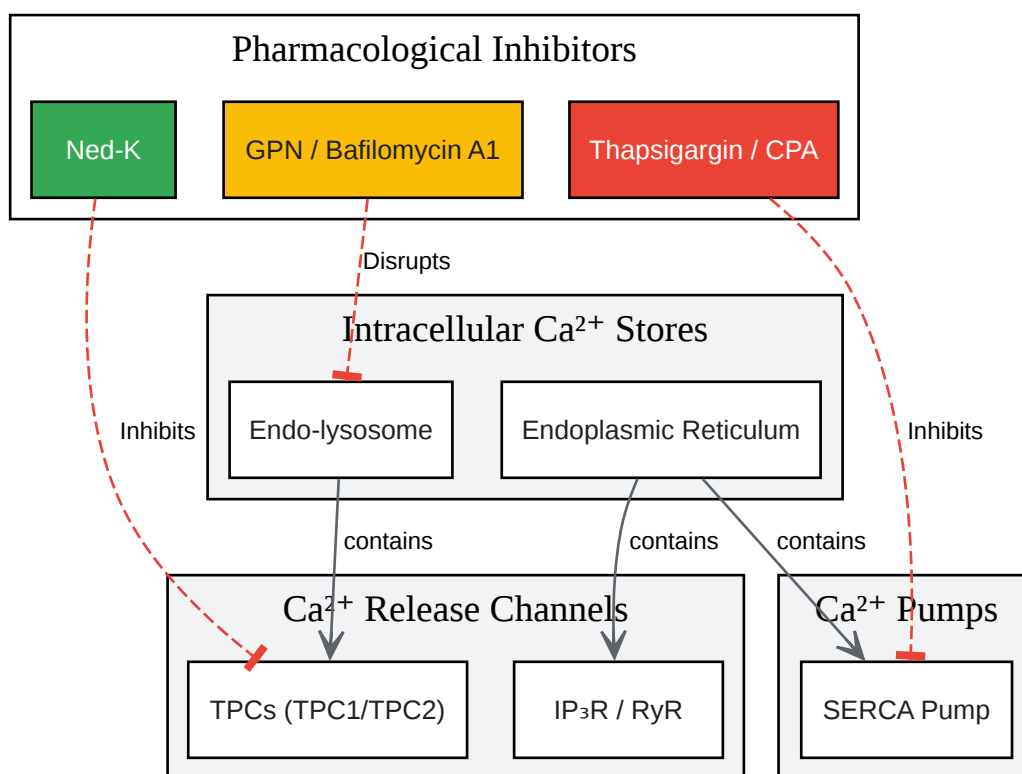 Pharmacological Inhibitors
Ned-K
GPN / Bafilomycin A1
Thapsigargin / CPA
Disrupts
Intracellular Ca²⁺ Stores
Endo-lysosome
Endoplasmic Reticulum
Inhibits
Inhibits
contains
contains
contains
Ca²⁺ Release Channels
Ca²⁺ Pumps
TPCs (TPC1/TPC2)
IP₃R / RyR
SERCA Pump